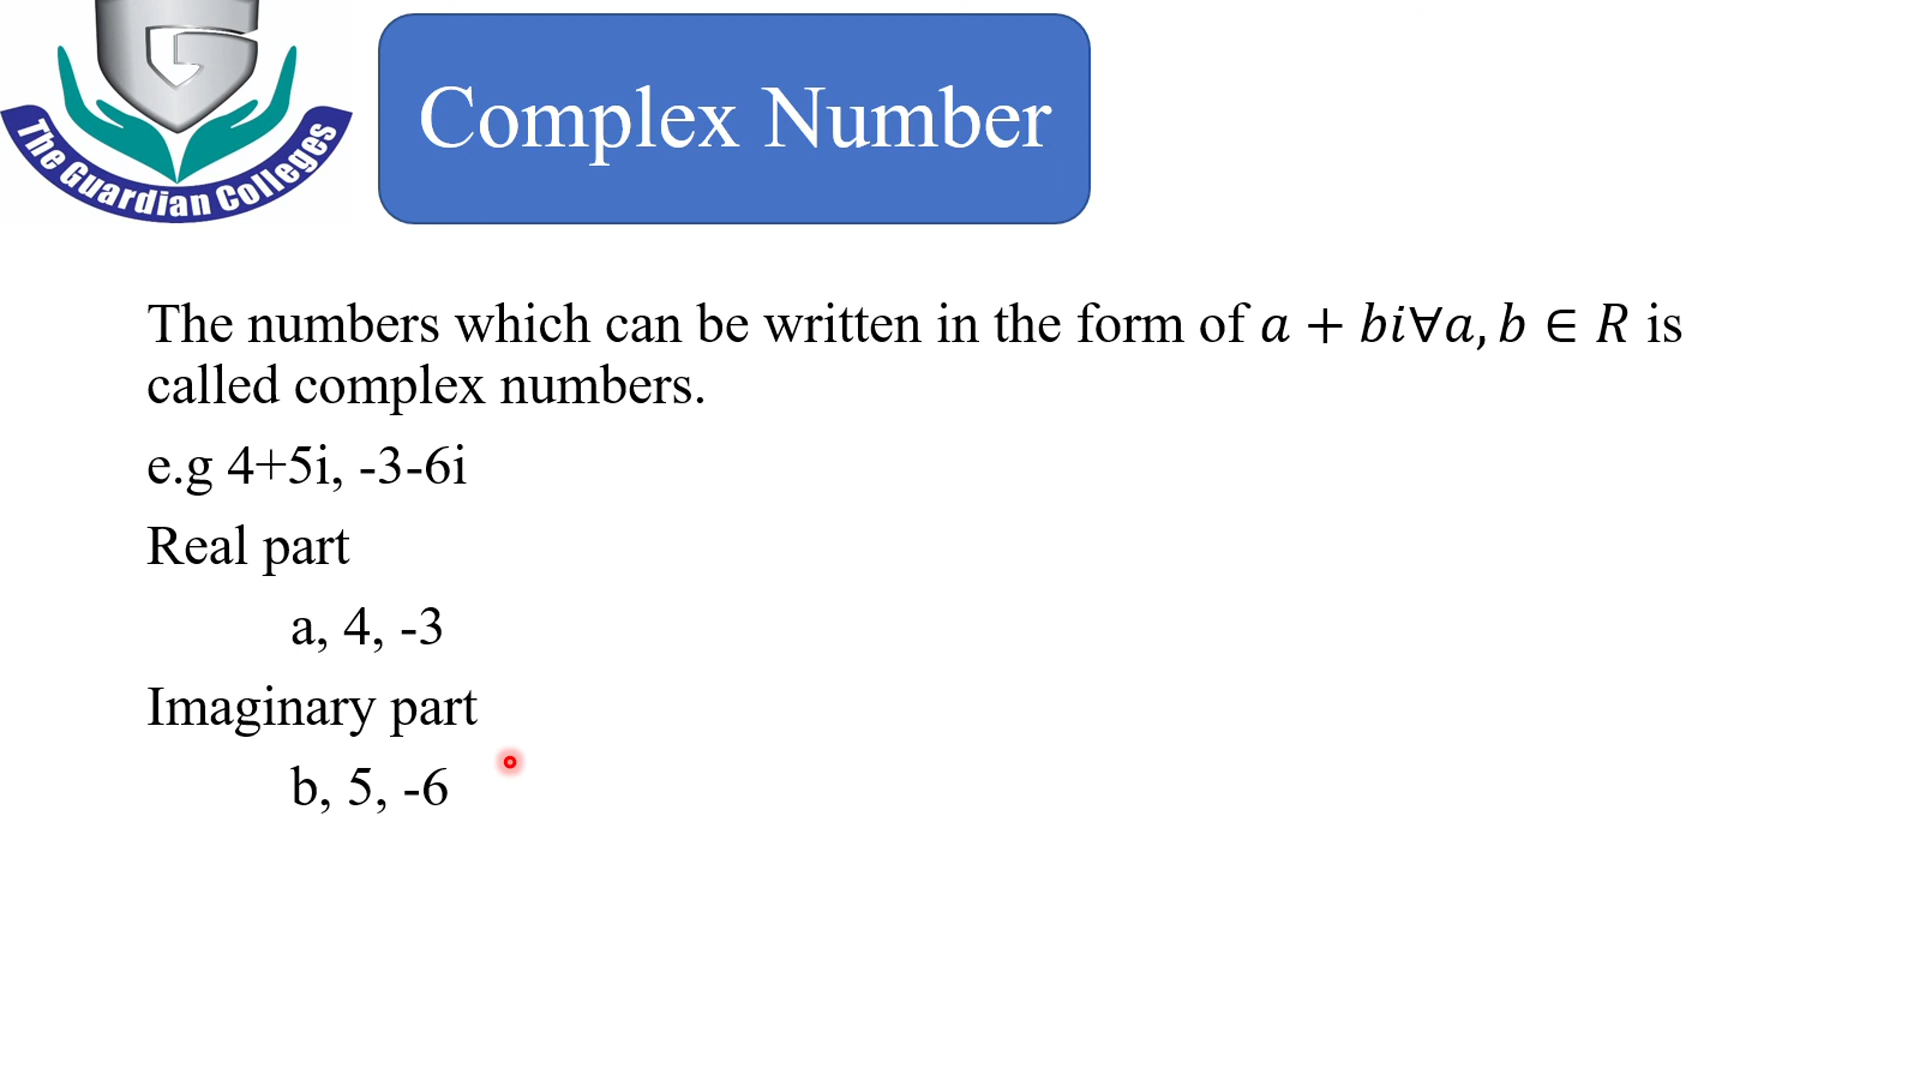 The Guardian Colleges
Complex Number
The numbers which can be written in the form of a + bi∀a, b ∈ R is
called complex numbers.
e.g 4+5i, -3-6i
Real part
a, 4, -3
Imaginary part
b, 5, -6